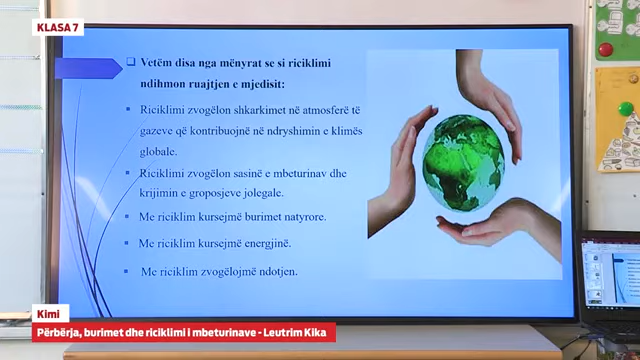 KLASA 7
Vetëm disa nga mënyrat se si riciklimi
ndihmon ruajtjen e mjedisit:
Riciklimi zvogëlon shkarkimet në atmosferë të
gazeve që kontribuojnë në ndryshimin e klimës
globale.
Riciklimi zvogëlon sasinë e mbeturinav dhe
krijimin e groposjeve jolegale.
Me riciklim kursejmë burimet natyrore.
Me riciklim kursejmë energjinë.
Me riciklim zvogëlojmë ndotjen.
Kimi
Përbërja, burimet dhe riciklimi i mbeturinave - Leutrim Kika